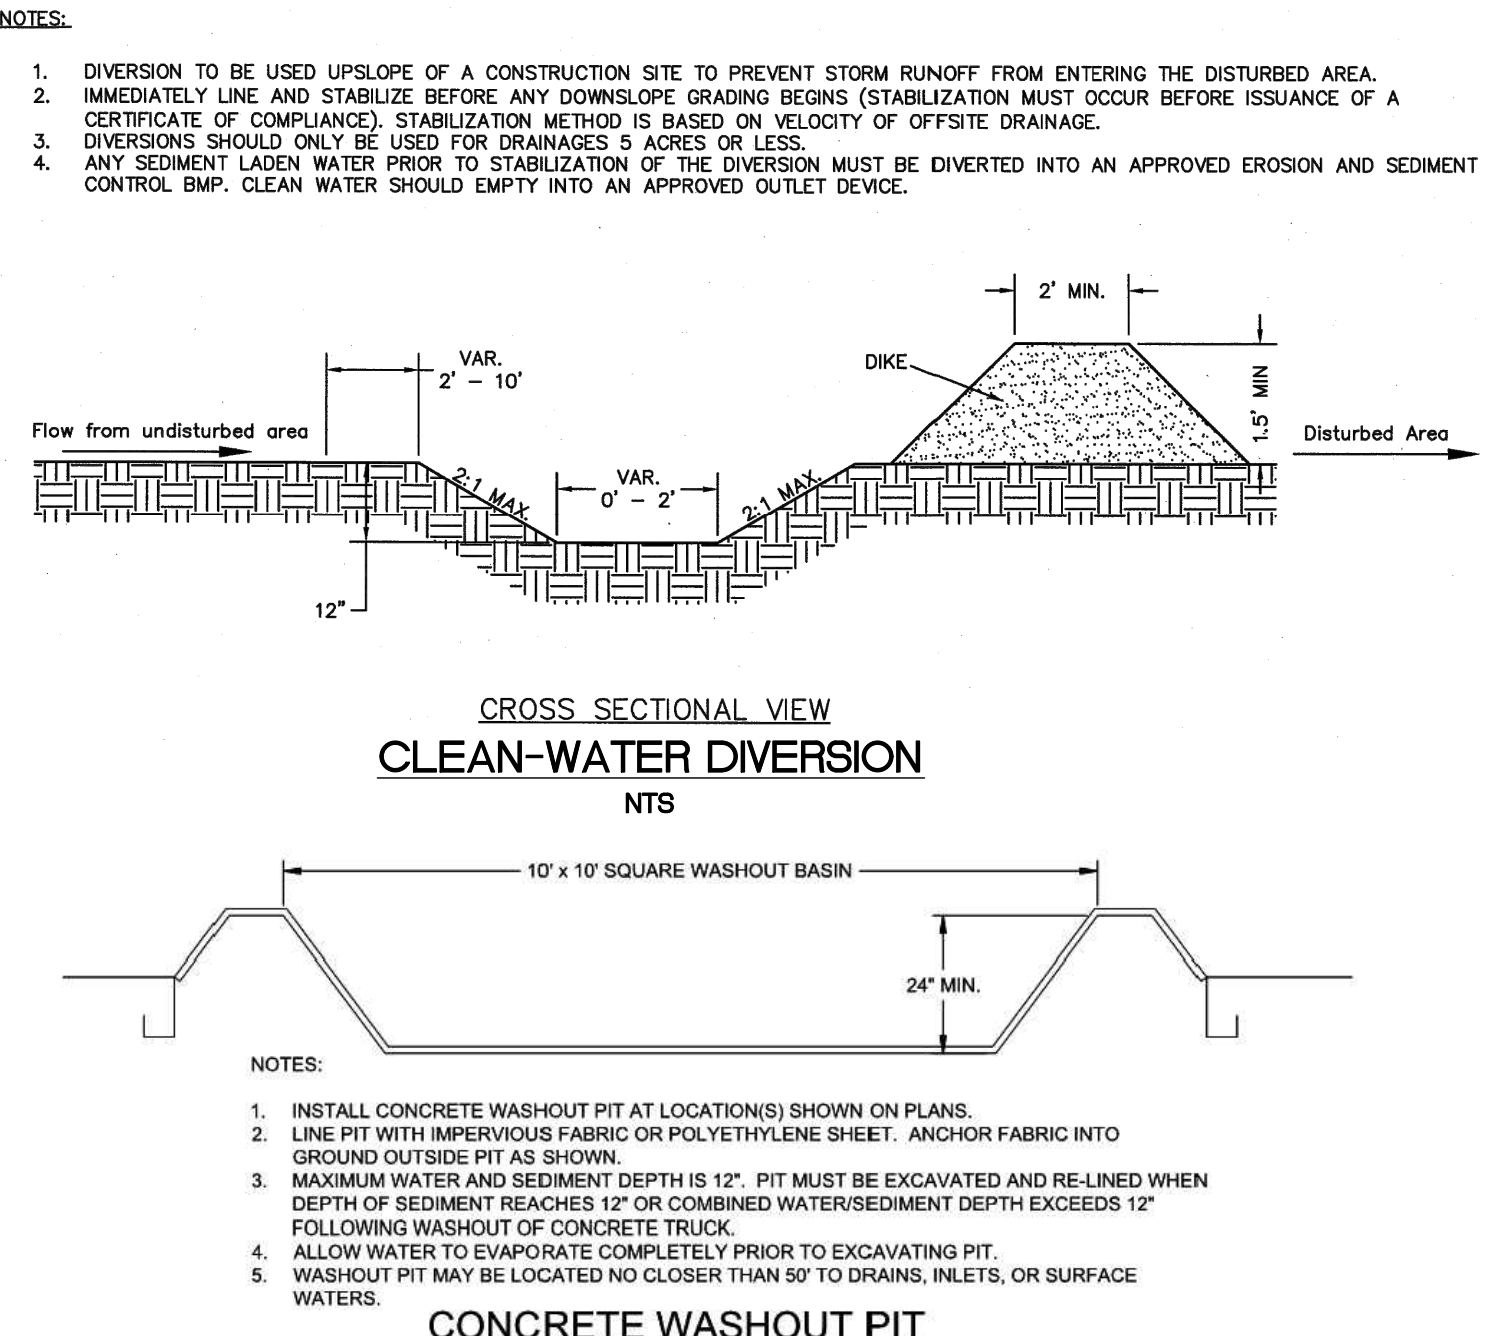 NOTES:
1. DIVERSION TO BE USED UPSLOPE OF A CONSTRUCTION SITE TO PREVENT STORM RUNOFF FROM ENTERING THE DISTURBED AREA.
2. IMMEDIATELY LINE AND STABILIZE BEFORE ANY DOWNSLOPE GRADING BEGINS (STABILIZATION MUST OCCUR BEFORE ISSUANCE OF A
CERTIFICATE OF COMPLIANCE). STABILIZATION METHOD IS BASED ON VELOCITY OF OFFSITE DRAINAGE.
3. DIVERSIONS SHOULD ONLY BE USED FOR DRAINAGES 5 ACRES OR LESS.
4. ANY SEDIMENT LADEN WATER PRIOR TO STABILIZATION OF THE DIVERSION MUST BE DIVERTED INTO AN APPROVED EROSION AND SEDIMENT
CONTROL BMP. CLEAN WATER SHOULD EMPTY INTO AN APPROVED OUTLET DEVICE.
2' MIN.
VAR.
2' - 10'
DIKE
1.5' MIN
Flow from undisturbed area
Disturbed Area
2:1 MAX.
VAR.
0' - 2'
2:1 MAX.
12"
CROSS SECTIONAL VIEW
CLEAN-WATER DIVERSION
NTS
10' x 10' SQUARE WASHOUT BASIN
24" MIN.
NOTES:
1. INSTALL CONCRETE WASHOUT PIT AT LOCATION(S) SHOWN ON PLANS.
2. LINE PIT WITH IMPERVIOUS FABRIC OR POLYETHYLENE SHEET. ANCHOR FABRIC INTO
GROUND OUTSIDE PIT AS SHOWN.
3. MAXIMUM WATER AND SEDIMENT DEPTH IS 12". PIT MUST BE EXCAVATED AND RE-LINED WHEN
DEPTH OF SEDIMENT REACHES 12" OR COMBINED WATER/SEDIMENT DEPTH EXCEEDS 12"
FOLLOWING WASHOUT OF CONCRETE TRUCK.
4. ALLOW WATER TO EVAPORATE COMPLETELY PRIOR TO EXCAVATING PIT.
5. WASHOUT PIT MAY BE LOCATED NO CLOSER THAN 50' TO DRAINS, INLETS, OR SURFACE
WATERS.
CONCRETE WASHOUT PIT